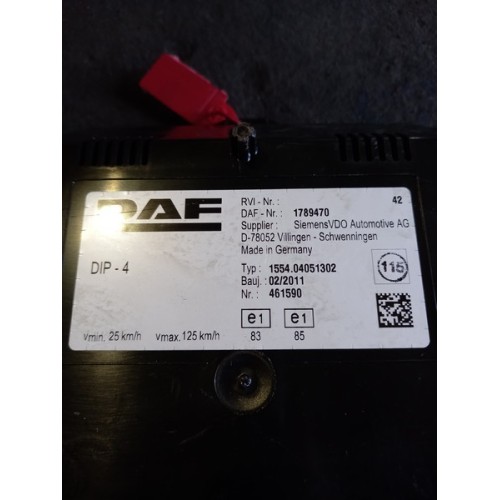 DAF
RVI - Nr. : 42
DAF - Nr. : 1789470
Supplier : SiemensVDO Automotive AG
D-78052 Villingen - Schwenningen
Made in Germany
DIP - 4
Typ : 1554.04051302
Bauj. : 02/2011
Nr. : 461590
115
e1 e1
83 85
vmin. 25 km/h vmax. 125 km/h